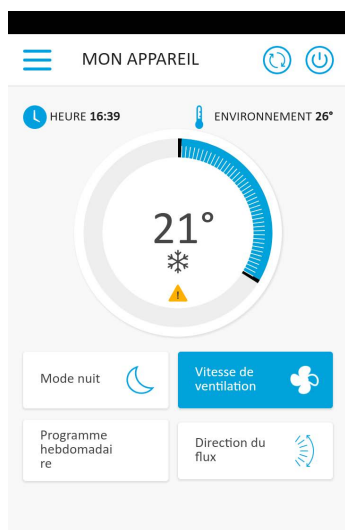 MON APPAREIL
HEURE 16:39
ENVIRONNEMENT 26°
21°
Mode nuit
Vitesse de
ventilation
Programme
hebdomadai
re
Direction du
flux